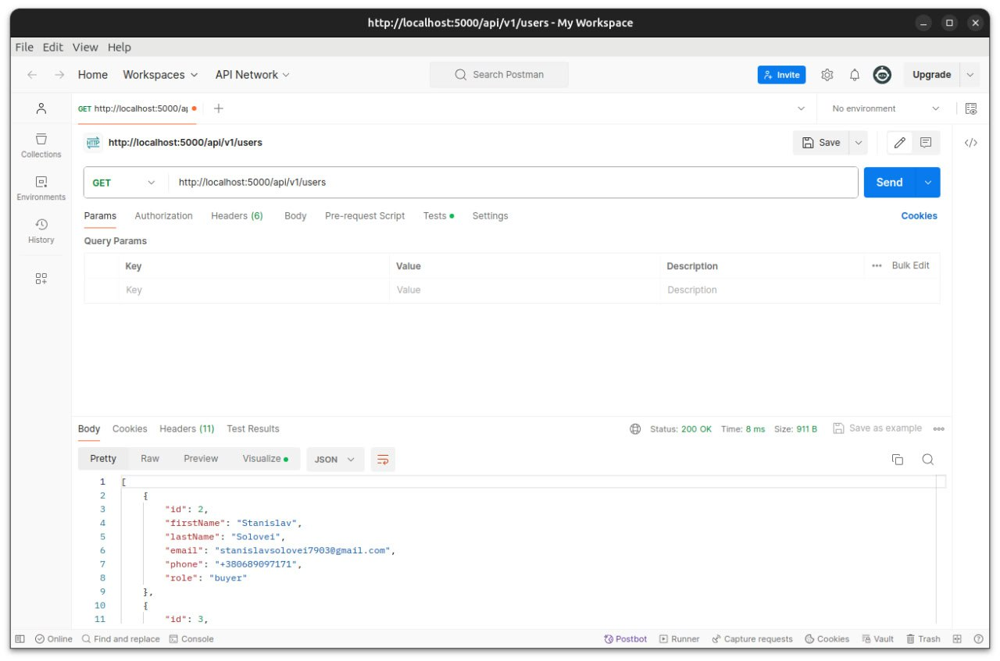 http://localhost:5000/api/v1/users - My Workspace
File Edit View Help
Home Workspaces API Network Search Postman Invite Upgrade
GET http://localhost:5000/ap No environment
HTTP http://localhost:5000/api/v1/users Save
Collections
GET http://localhost:5000/api/v1/users Send
Environments
Params Authorization Headers (6) Body Pre-request Script Tests Settings Cookies
History
Query Params
Key Value Description Bulk Edit
Key Value Description
Body Cookies Headers (11) Test Results Status: 200 OK Time: 8 ms Size: 911 B Save as example
Pretty Raw Preview Visualize JSON
1 [
2 {
3 "id": 2,
4 "firstName": "Stanislav",
5 "lastName": "Solovei",
6 "email": "stanislavsolovei7903@gmail.com",
7 "phone": "+380689097171",
8 "role": "buyer"
9 },
10 {
11 "id": 3,
Online Find and replace Console Postbot Runner Capture requests Cookies Vault Trash